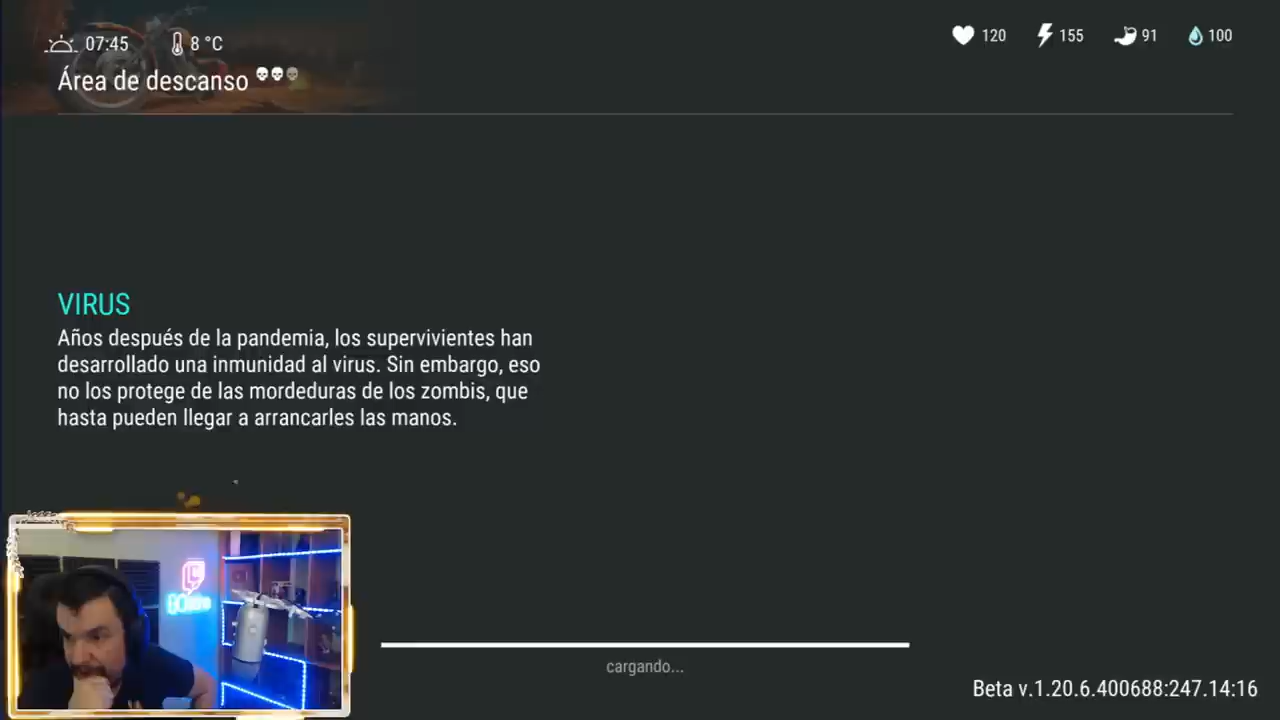 07:45
8 °C
120
155
91
100
Área de descanso
VIRUS
Años después de la pandemia, los supervivientes han
desarrollado una inmunidad al virus. Sin embargo, eso
no los protege de las mordeduras de los zombis, que
hasta pueden llegar a arrancarles las manos.
cargando...
Beta v.1.20.6.400688:247.14:16